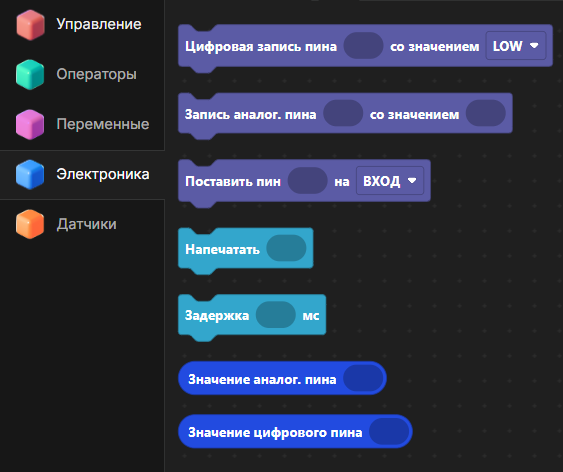 Управление
Операторы
Переменные
Электроника
Датчики
Цифровая запись пина со значением LOW
Запись аналог. пина со значением
Поставить пин на ВХОД
Напечатать
Задержка мс
Значение аналог. пина
Значение цифрового пина